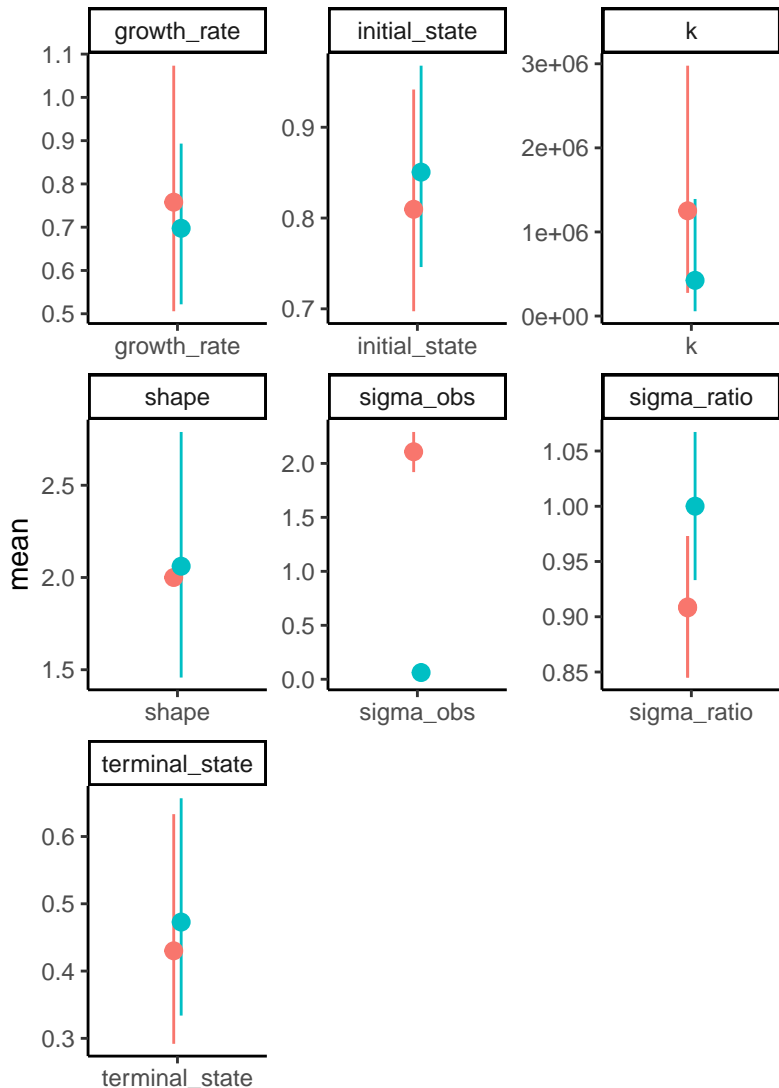 growth_rate
initial_state
k
1.1
1.0
0.9
0.8
0.7
0.6
0.5
growth_rate
0.9
0.8
0.7
initial_state
3e+06
2e+06
1e+06
0e+00
k
shape
sigma_obs
sigma_ratio
mean
2.5
2.0
1.5
shape
2.0
1.5
1.0
0.5
0.0
sigma_obs
1.05
1.00
0.95
0.90
0.85
sigma_ratio
terminal_state
0.6
0.5
0.4
0.3
terminal_state